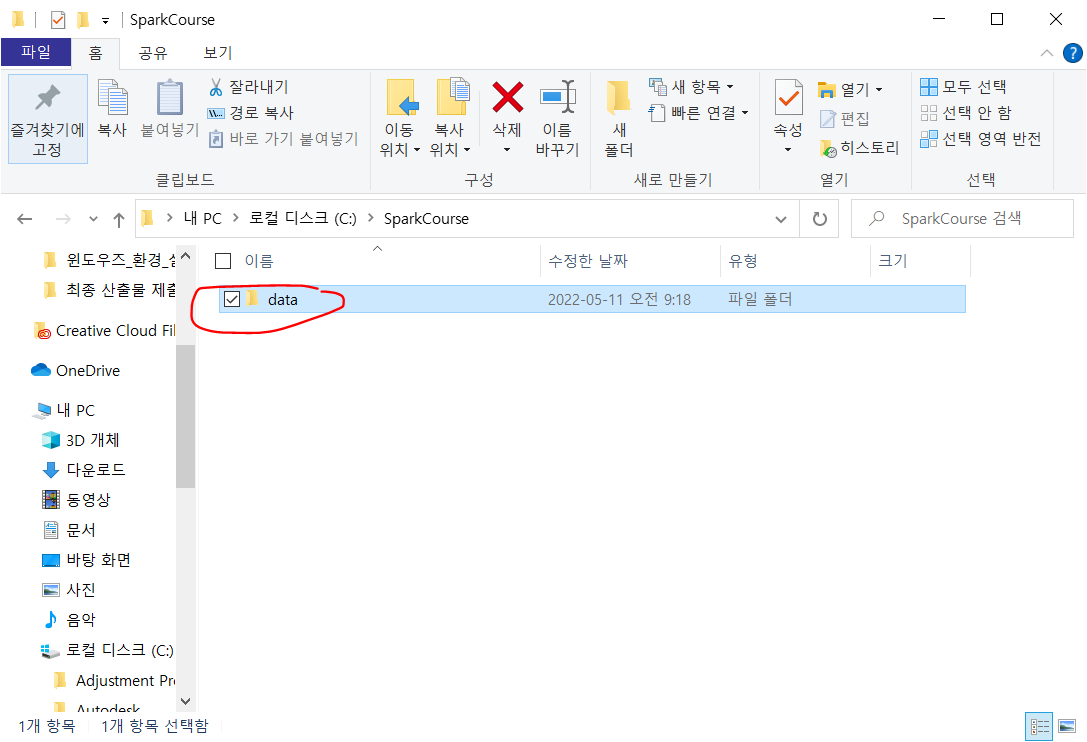 SparkCourse
파일 홈 공유 보기
즐겨찾기에 고정
복사
붙여넣기
잘라내기
경로 복사
바로 가기 붙여넣기
클립보드
이동 위치
복사 위치
삭제
이름 바꾸기
구성
새 폴더
새 항목
빠른 연결
새로 만들기
속성
열기
편집
히스토리
열기
모두 선택
선택 안 함
선택 영역 반전
선택
내 PC > 로컬 디스크 (C:) > SparkCourse
SparkCourse 검색
이름 수정한 날짜 유형 크기
data 2022-05-11 오전 9:18 파일 폴더
윈도우즈_환경_
최종 산출물 제출
Creative Cloud Fil
OneDrive
내 PC
3D 개체
다운로드
동영상
문서
바탕 화면
사진
음악
로컬 디스크 (C:)
Adjustment Pr
Autodesk
1개 항목 1개 항목 선택함